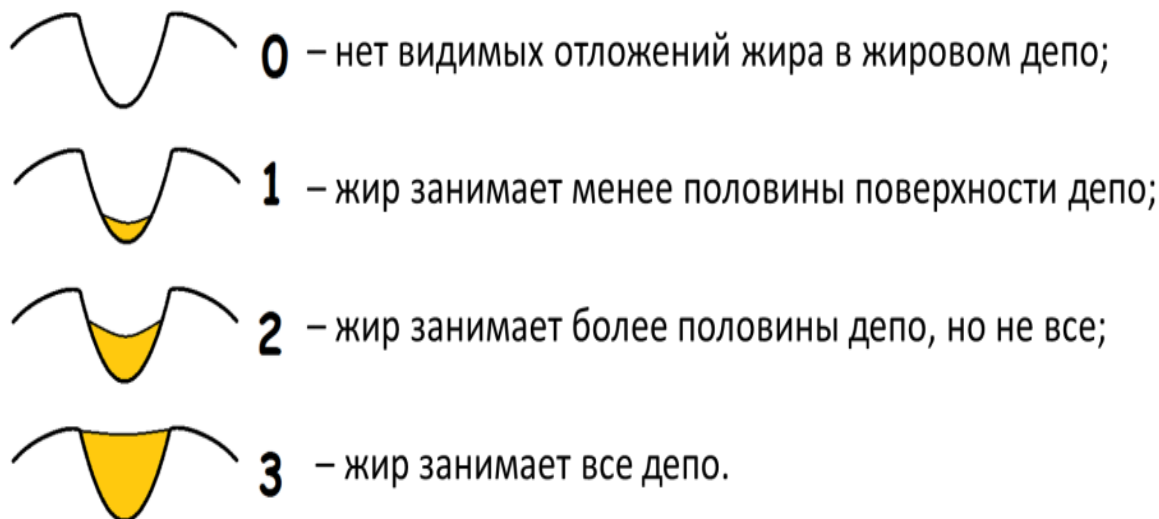 0 – нет видимых отложений жира в жировом депо;
1 – жир занимает менее половины поверхности депо;
2 – жир занимает более половины депо, но не все;
3 – жир занимает все депо.